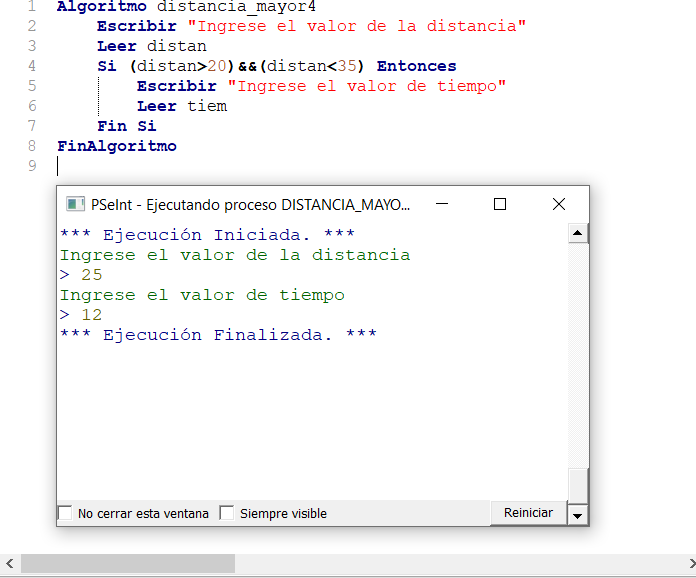 1 Algoritmo distancia_mayor4
2 Escribir "Ingrese el valor de la distancia"
3 Leer distan
4 Si (distan>20)&&(distan<35) Entonces
5 Escribir "Ingrese el valor de tiempo"
6 Leer tiem
7 Fin Si
8 FinAlgoritmo
9
PSeInt - Ejecutando proceso DISTANCIA_MAYO...
*** Ejecución Iniciada. ***
Ingrese el valor de la distancia
> 25
Ingrese el valor de tiempo
> 12
*** Ejecución Finalizada. ***
No cerrar esta ventana Siempre visible Reiniciar